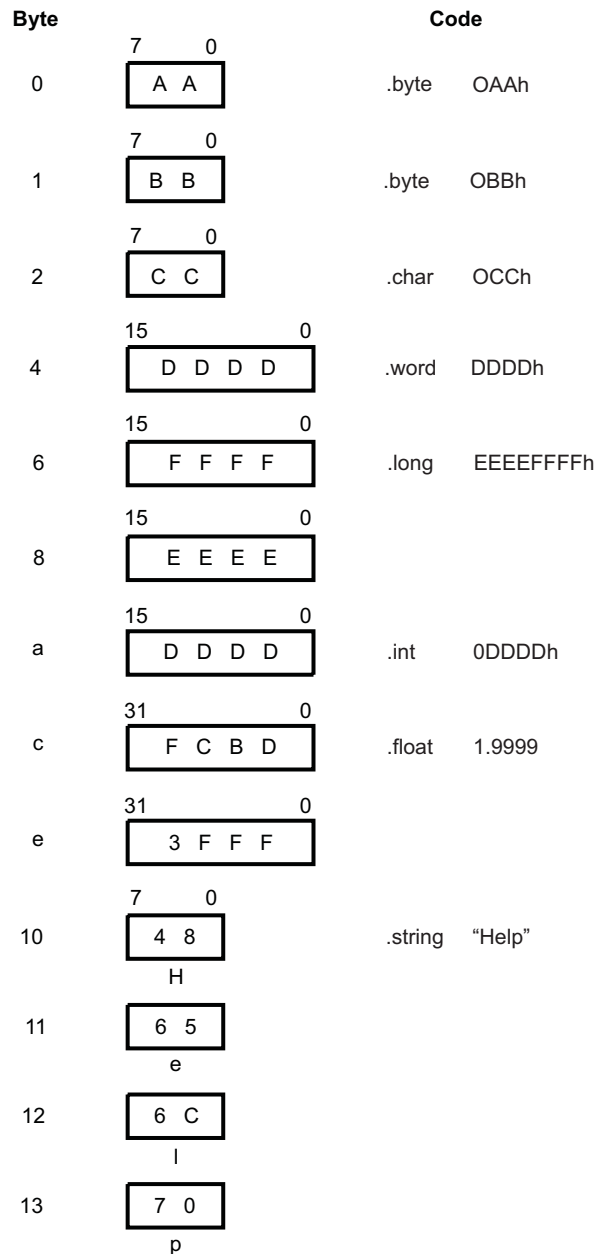 Byte Code
7 0
0 A A .byte OAAh
7 0
1 B B .byte OBBh
7 0
2 C C .char OCCh
15 0
4 D D D D .word DDDDh
15 0
6 F F F F .long EEEEFFFFh
15 0
8 E E E E
15 0
a D D D D .int 0DDDDh
31 0
c F C B D .float 1.9999
31 0
e 3 F F F
7 0
10 4 8 .string “Help”
H
11 6 5
e
12 6 C
l
13 7 0
p